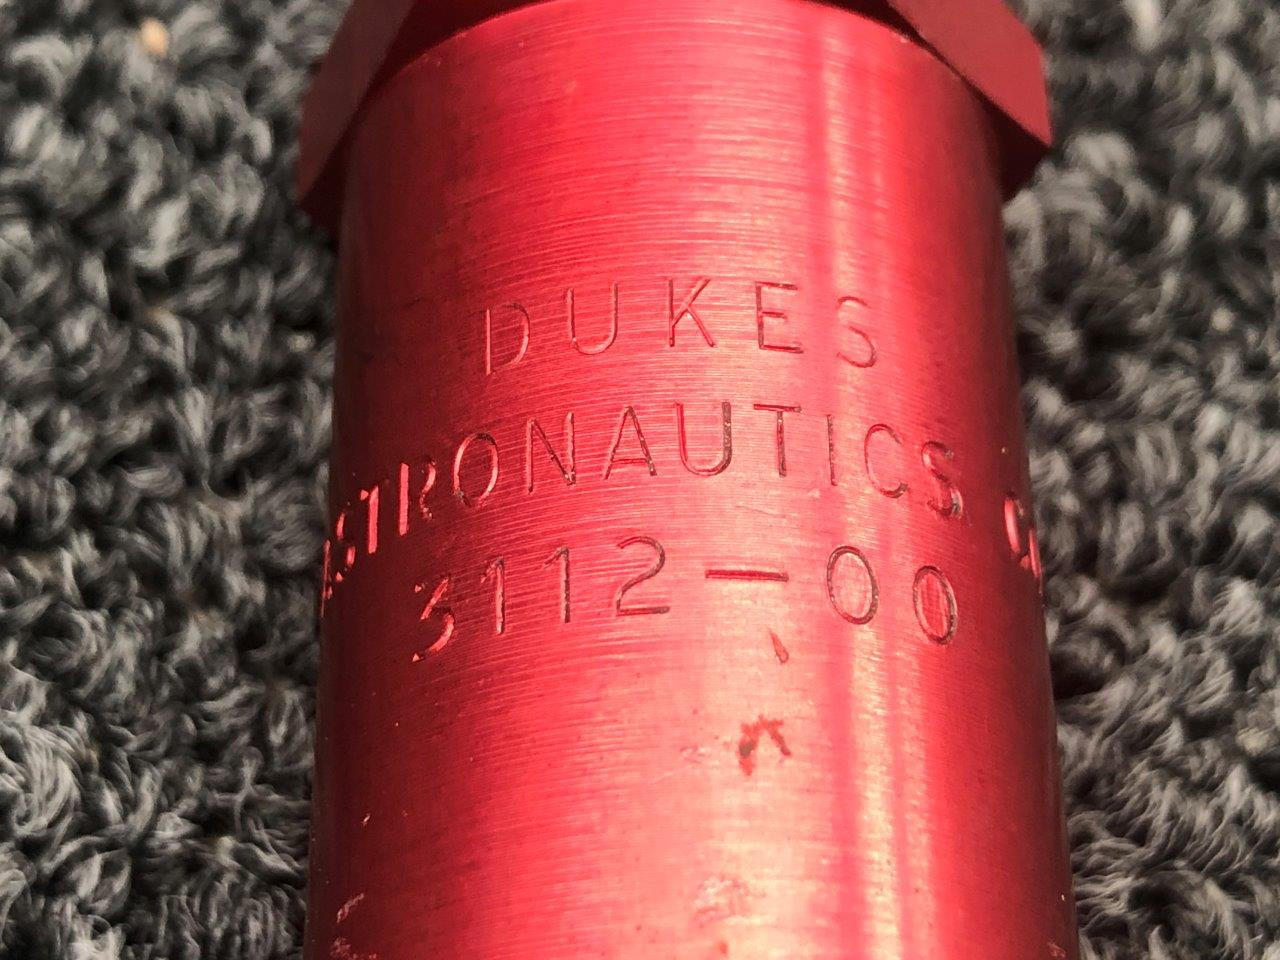 DUKES
ASTRONAUTICS
3112-00